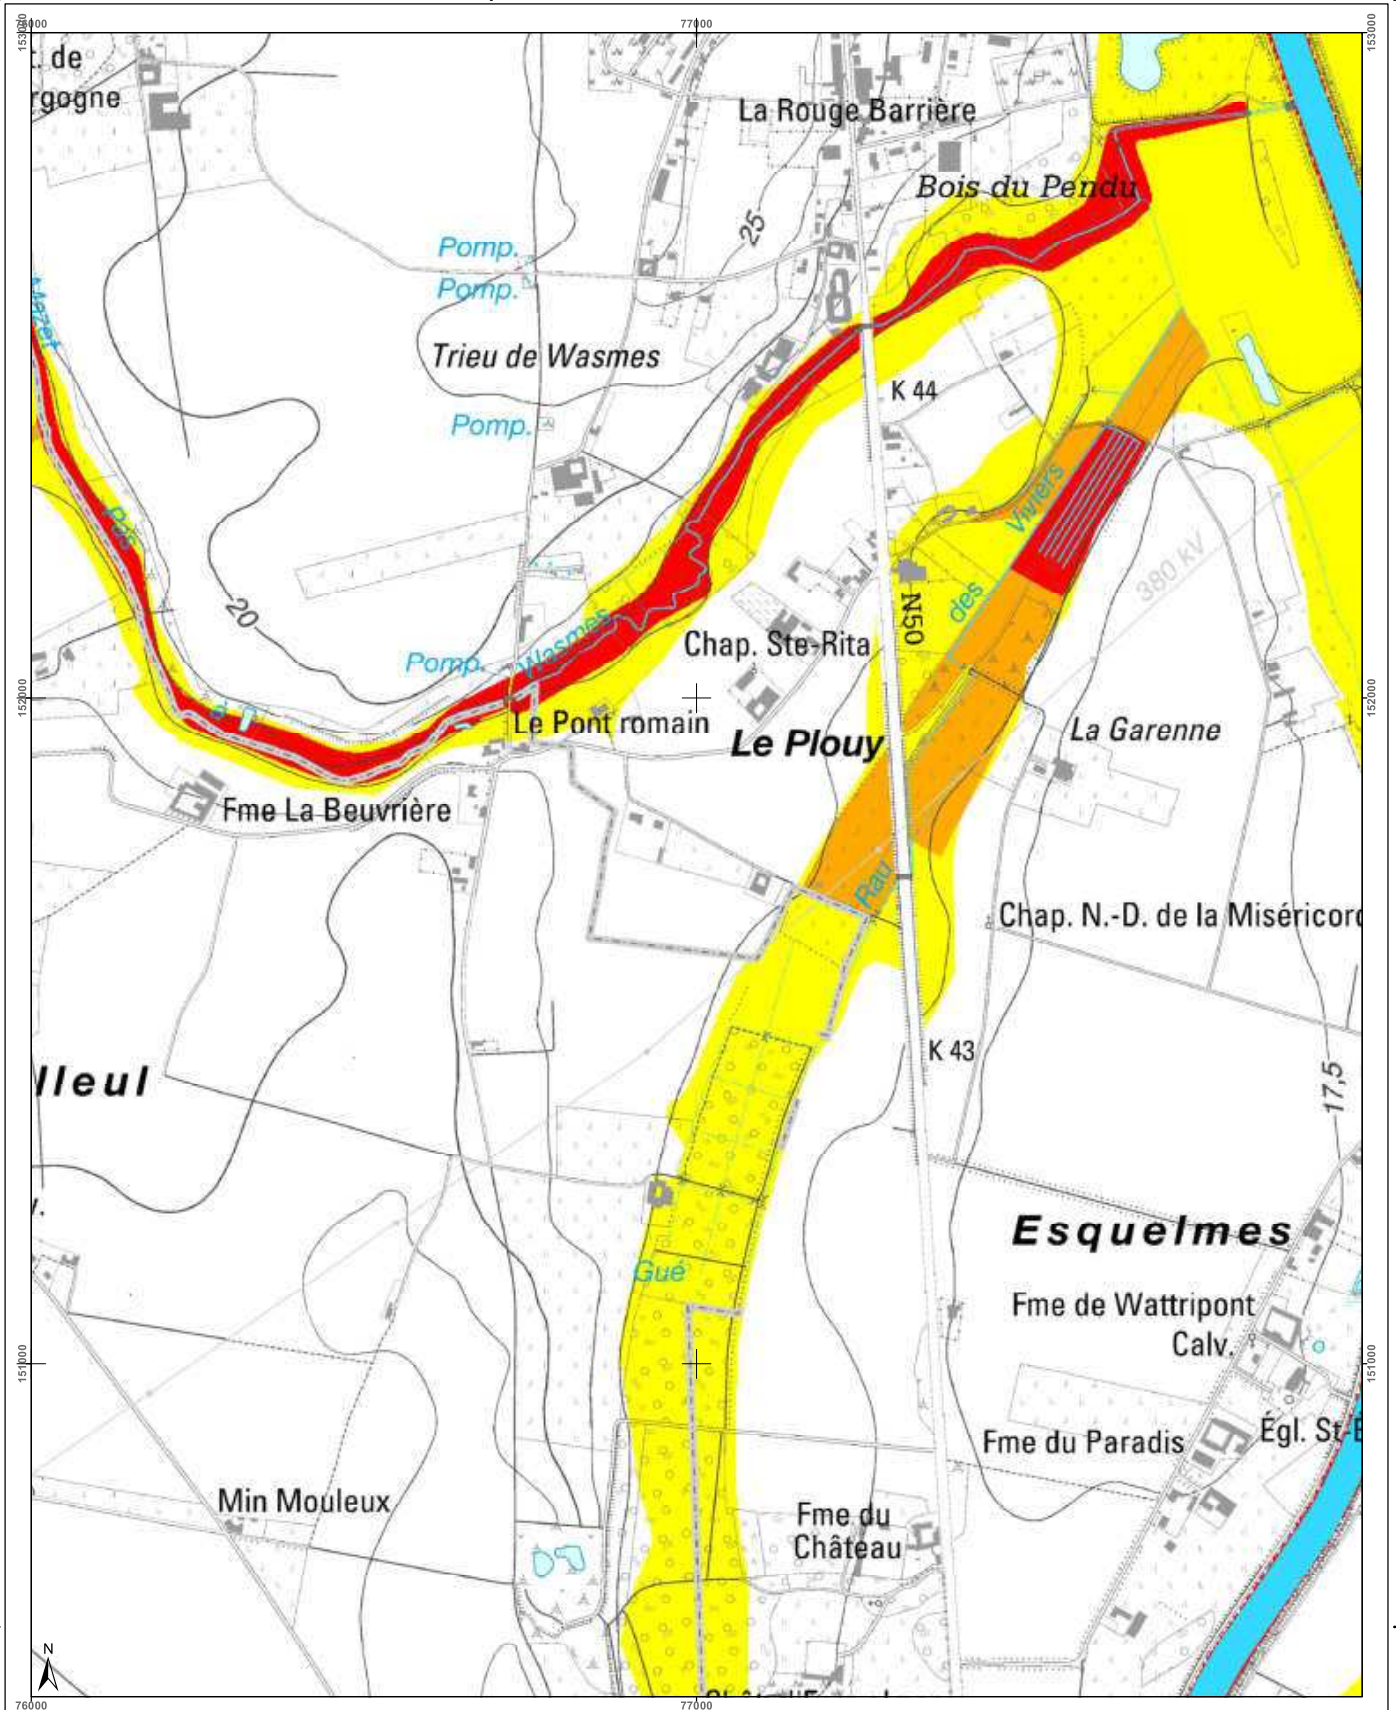 76000
77000
153000
153000
t. de
rgogne
La Rouge Barrière
Bois du Pendu
25
Pomp.
Pomp.
Trieu de Wasmes
K 44
Pomp.
Pas
Viviers
380 kV
20
des
N50
Wasmes
Chap. Ste-Rita
Pomp.
152000
152000
à
Le Pont romain
Le Plouy
La Garenne
Fme La Beuvrière
Rau
Chap. N.-D. de la Miséricord
K 43
lleul
17,5
Esquelmes
Gué
Fme de Wattripont
Calv.
151000
151000
Fme du Paradis
Égl. St-É
Min Mouleux
Fme du
Château
N
76000
77000